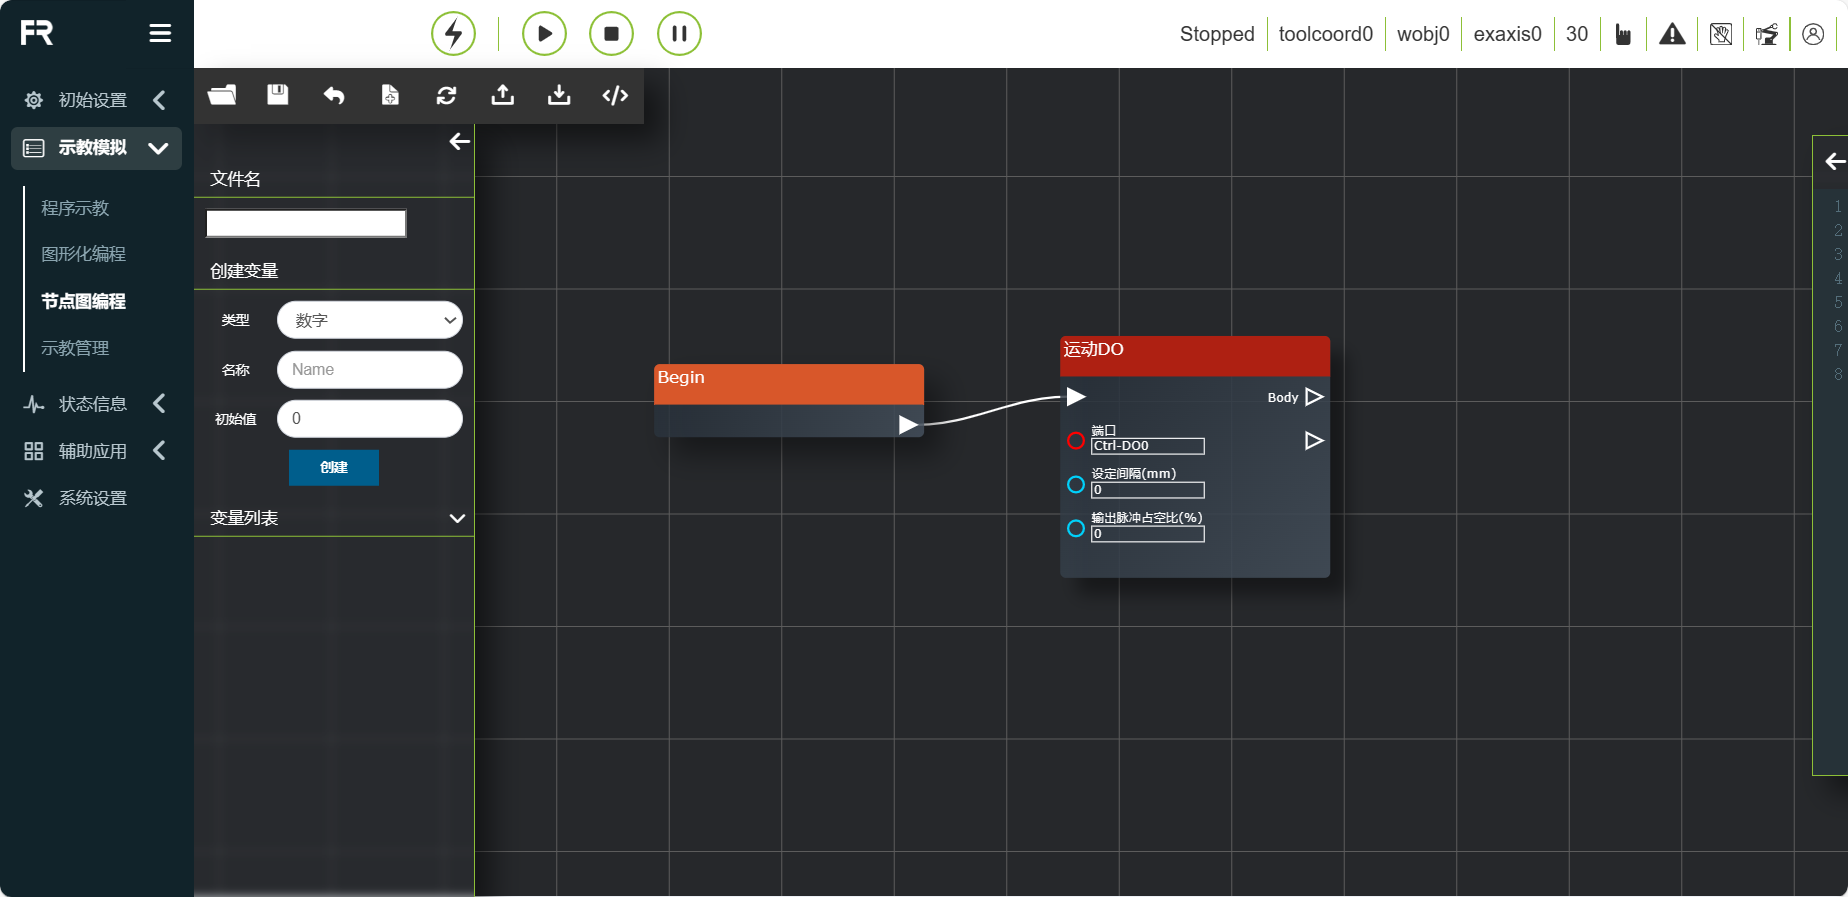 FR
Stopped
toolcoord0
wobj0
exaxis0
30
初始设置
示教模拟
程序示教
图形化编程
节点图编程
示教管理
状态信息
辅助应用
系统设置
文件名
创建变量
类型
数字
名称
Name
初始值
0
创建
变量列表
Begin
运动DO
Body
端口
Ctrl-DO0
设定间隔(mm)
0
输出脉冲占空比(%)
0
1
2
3
4
5
6
7
8